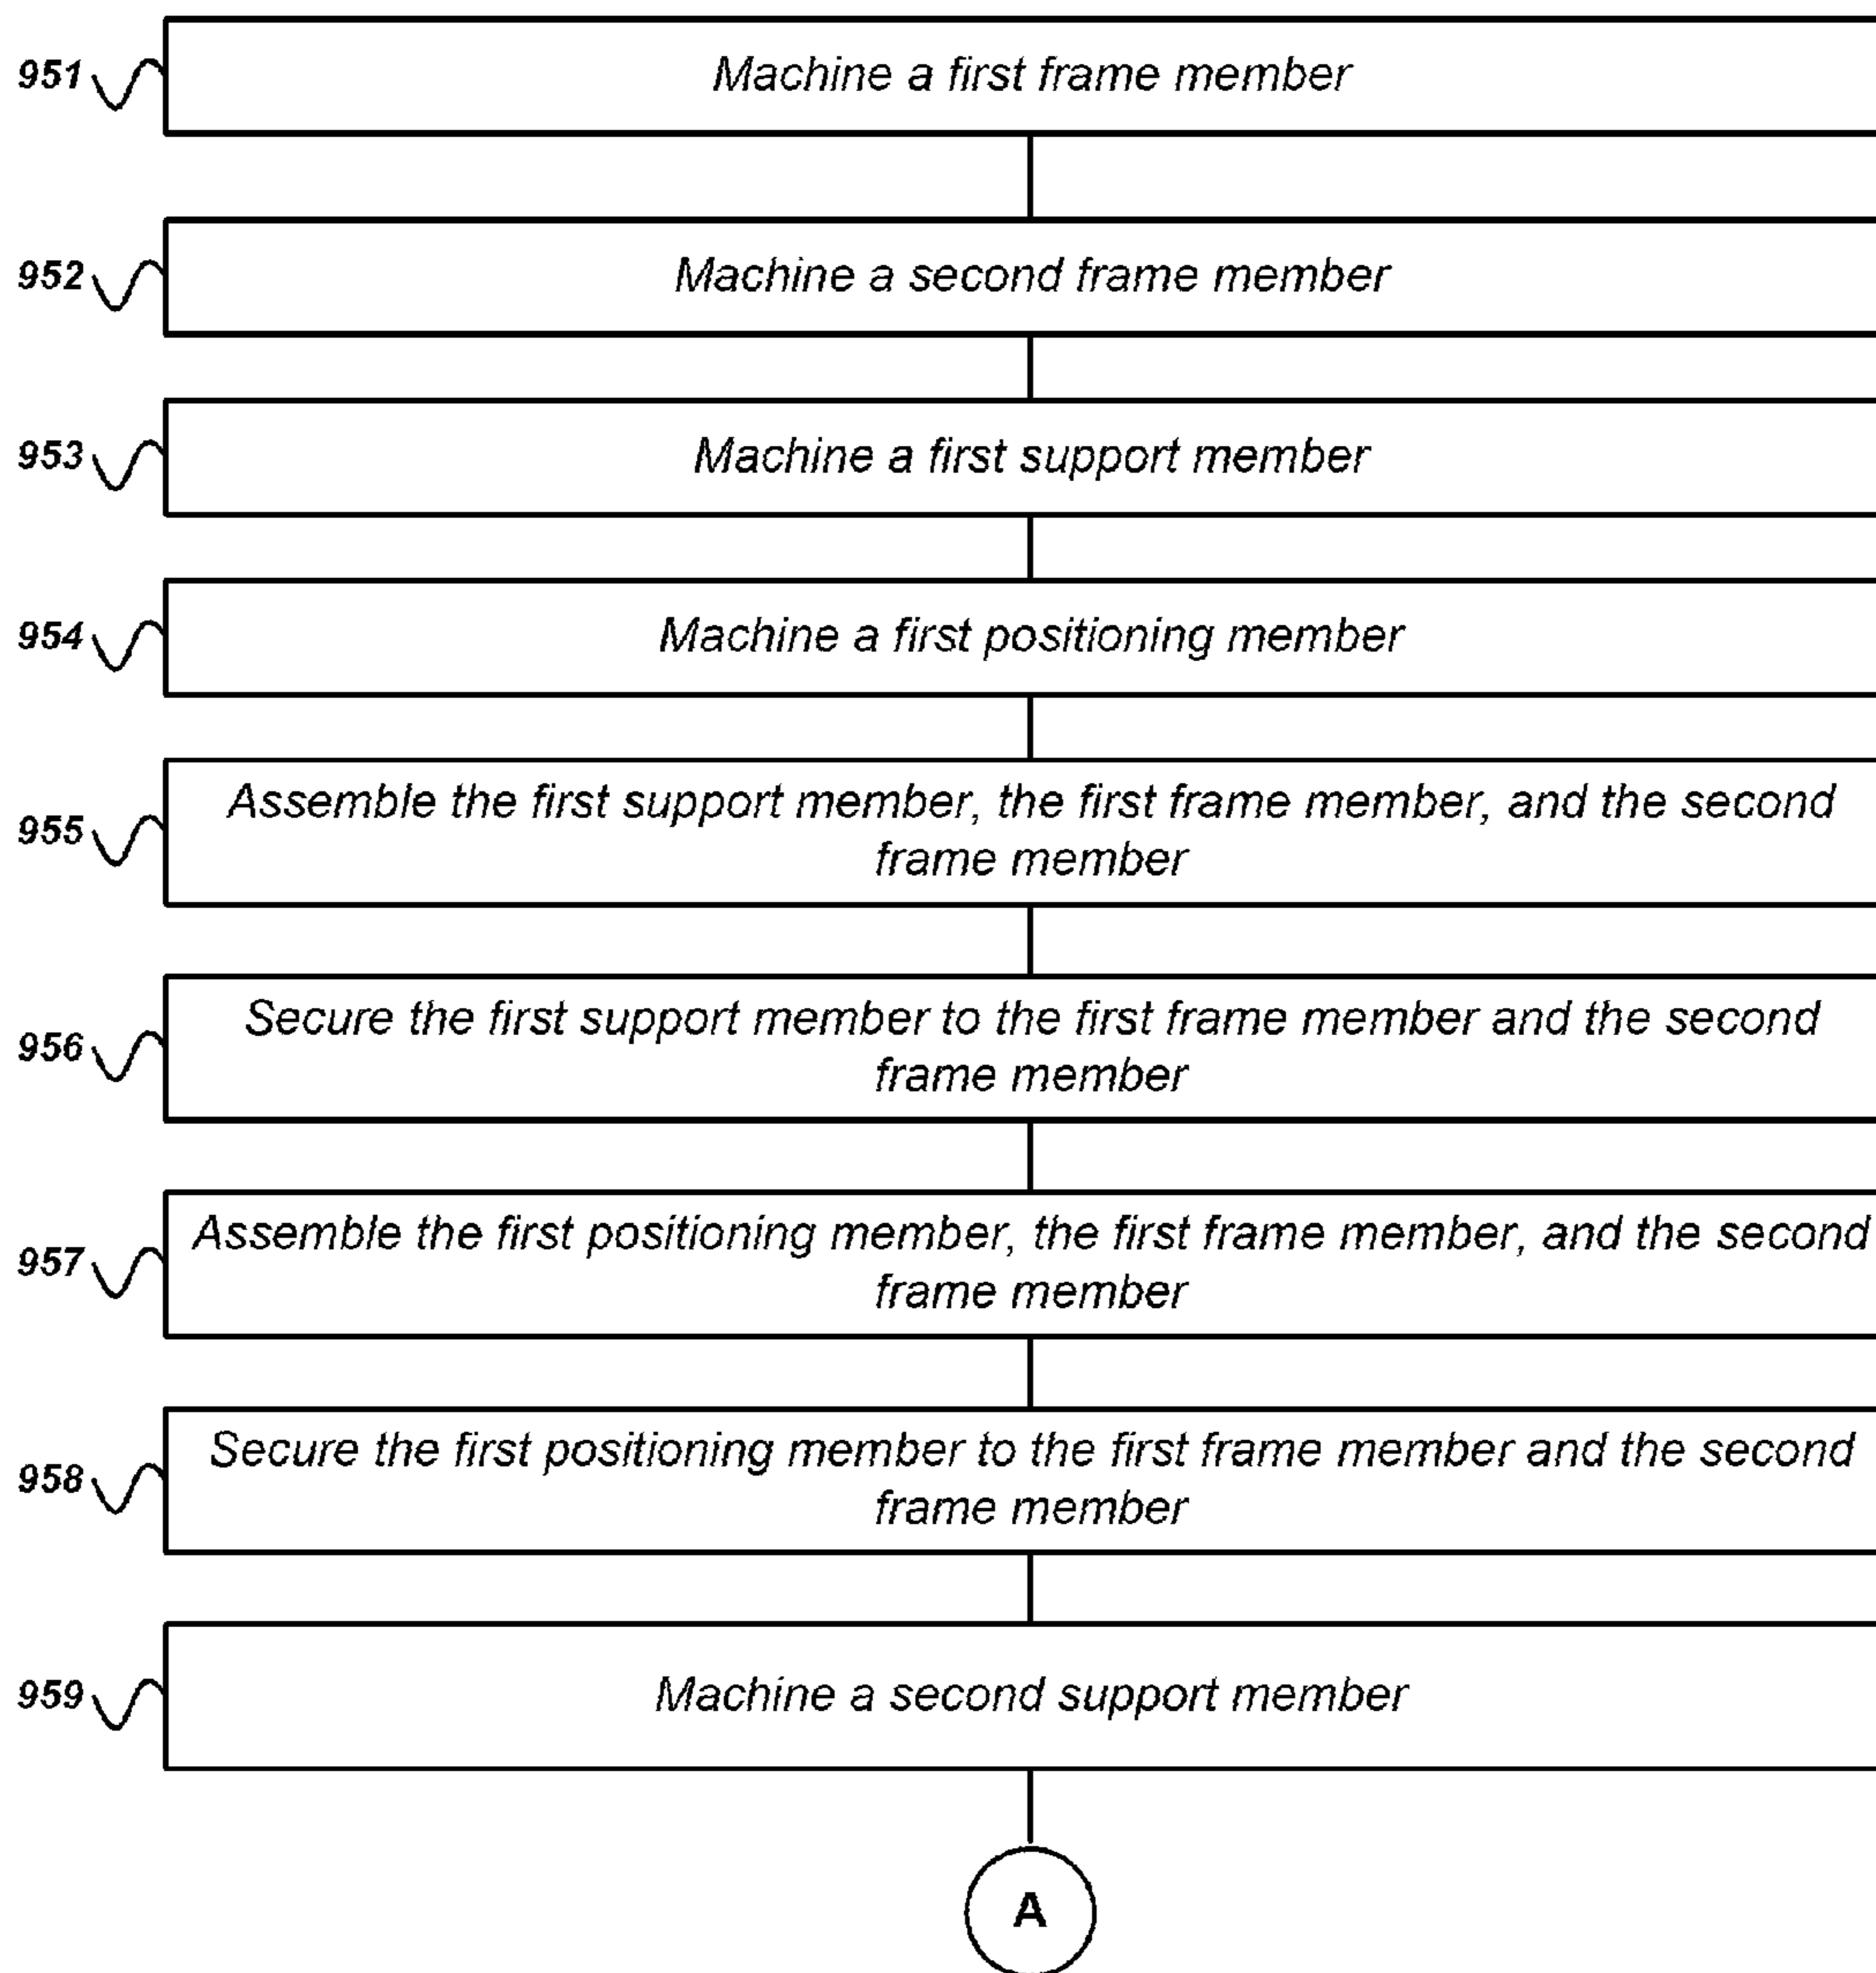 951
Machine a first frame member
952
Machine a second frame member
953
Machine a first support member
954
Machine a first positioning member
955
Assemble the first support member, the first frame member, and the second
frame member
956
Secure the first support member to the first frame member and the second
frame member
957
Assemble the first positioning member, the first frame member, and the second
frame member
958
Secure the first positioning member to the first frame member and the second
frame member
959
Machine a second support member
A